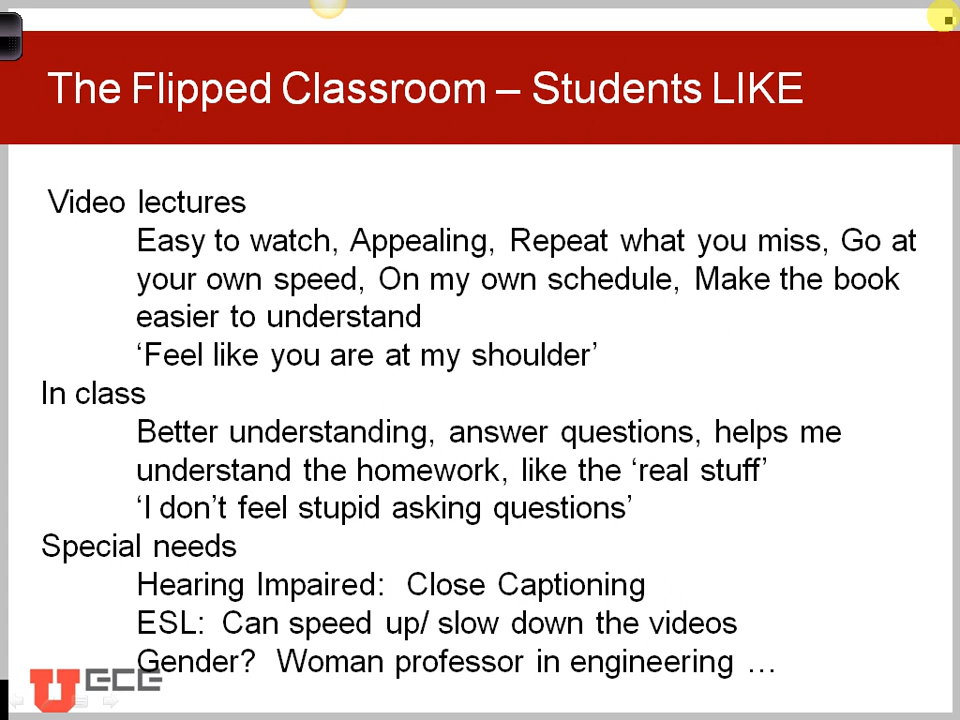 The Flipped Classroom – Students LIKE
Video lectures
Easy to watch, Appealing, Repeat what you miss, Go at
your own speed, On my own schedule, Make the book
easier to understand
‘Feel like you are at my shoulder’
In class
Better understanding, answer questions, helps me
understand the homework, like the ‘real stuff’
‘I don’t feel stupid asking questions’
Special needs
Hearing Impaired: Close Captioning
ESL: Can speed up/ slow down the videos
Gender? Woman professor in engineering …
U ECE